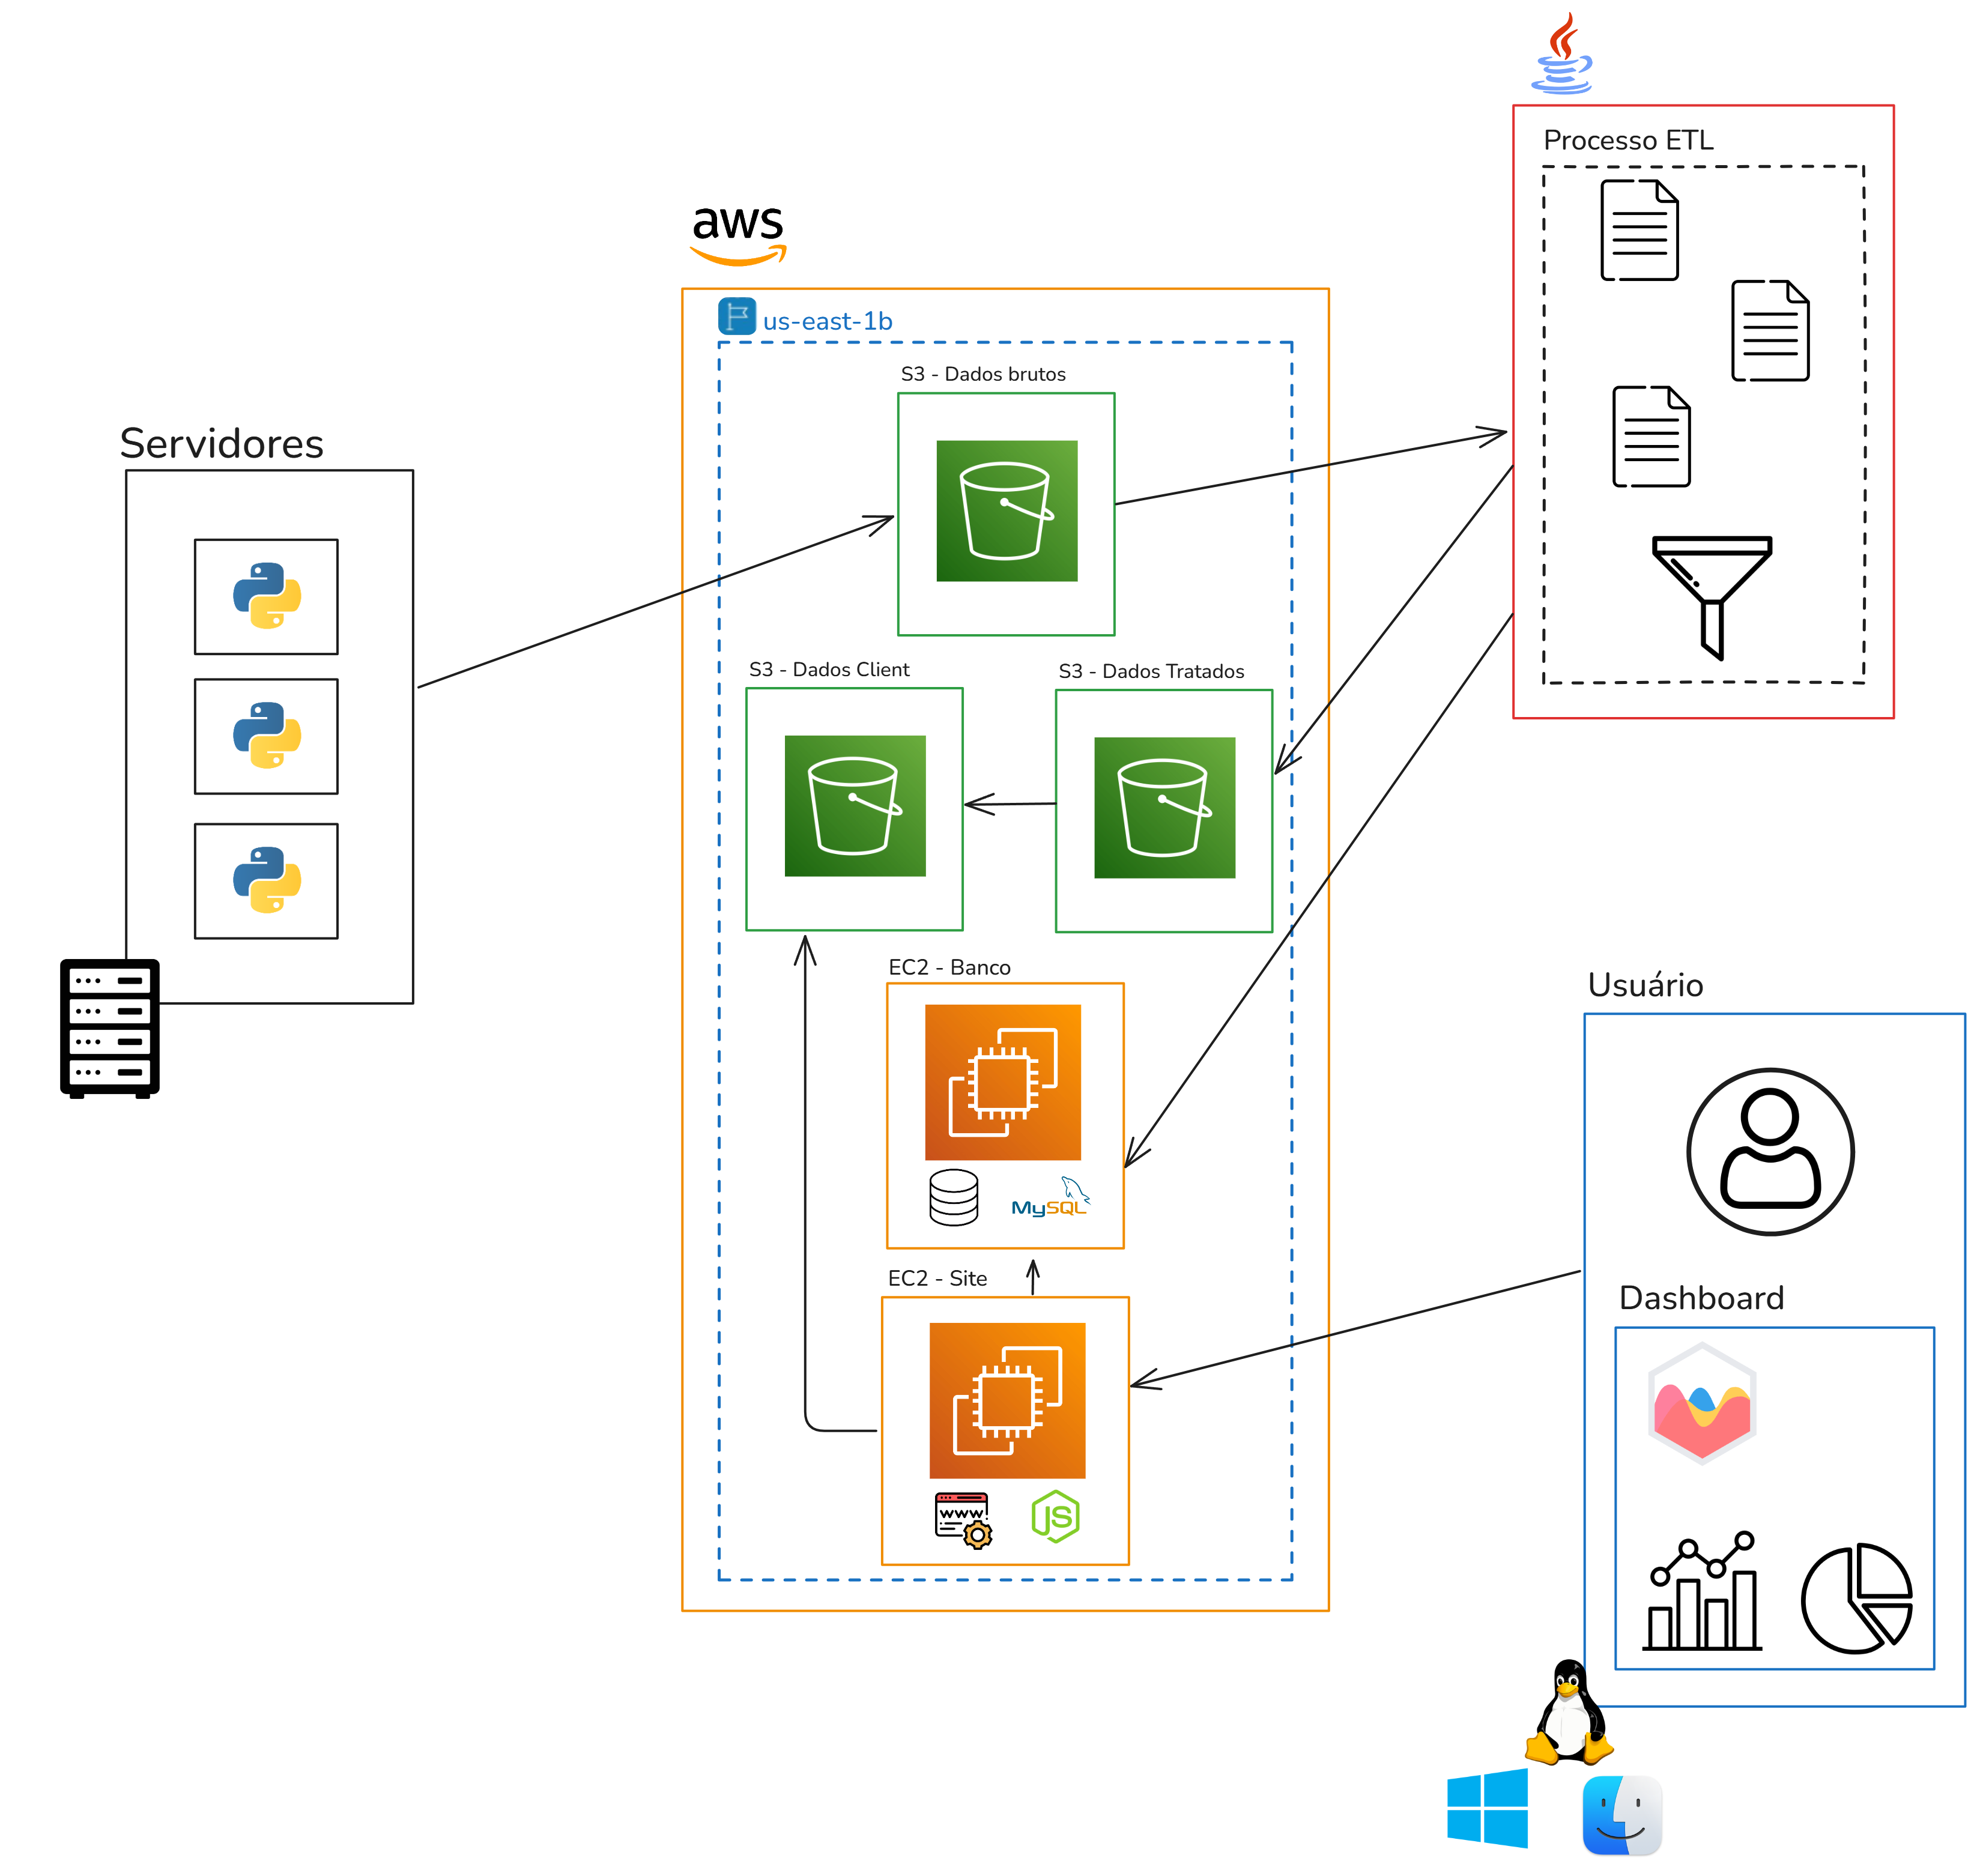 Processo ETL
aws
us-east-1b
S3 - Dados brutos
Servidores
S3 - Dados Client
S3 - Dados Tratados
EC2 - Banco
MySQL
Usuário
EC2 - Site
Dashboard
www
JS